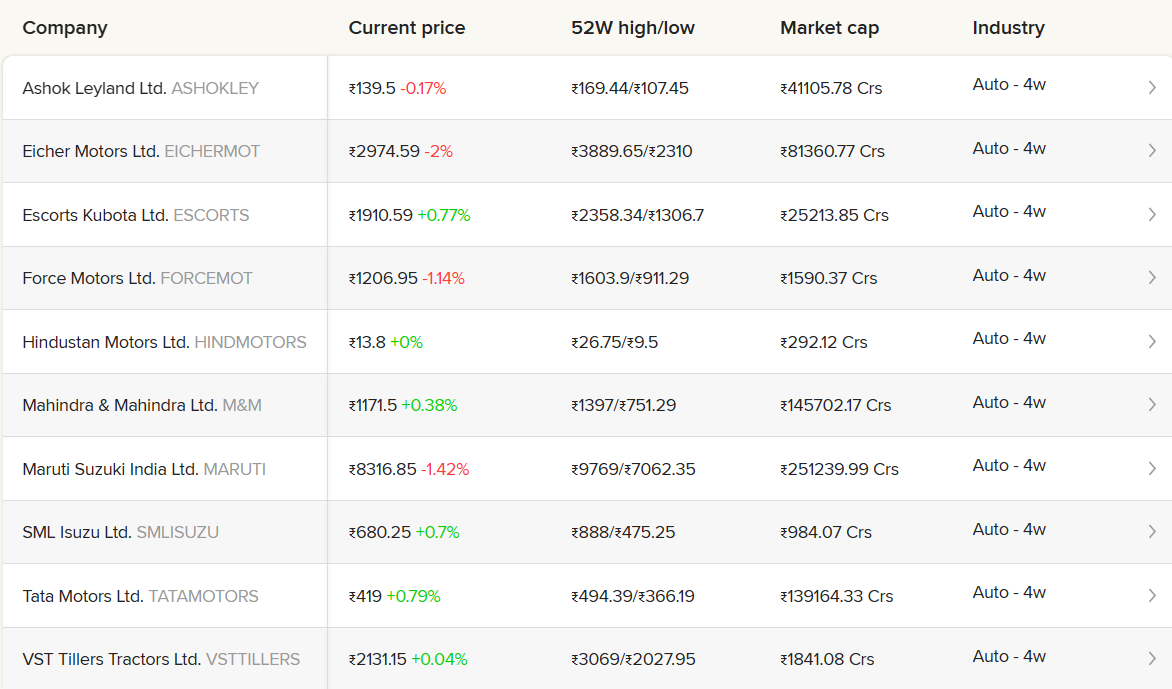 Company Current price 52W high/low Market cap Industry
Ashok Leyland Ltd. ASHOKLEY ₹139.5 -0.17% ₹169.44/₹107.45 ₹41105.78 Crs Auto - 4w
Eicher Motors Ltd. EICHERMOT ₹2974.59 -2% ₹3889.65/₹2310 ₹81360.77 Crs Auto - 4w
Escorts Kubota Ltd. ESCORTS ₹1910.59 +0.77% ₹2358.34/₹1306.7 ₹25213.85 Crs Auto - 4w
Force Motors Ltd. FORCEMOT ₹1206.95 -1.14% ₹1603.9/₹911.29 ₹1590.37 Crs Auto - 4w
Hindustan Motors Ltd. HINDMOTORS ₹13.8 +0% ₹26.75/₹9.5 ₹292.12 Crs Auto - 4w
Mahindra & Mahindra Ltd. M&M ₹1171.5 +0.38% ₹1397/₹751.29 ₹145702.17 Crs Auto - 4w
Maruti Suzuki India Ltd. MARUTI ₹8316.85 -1.42% ₹9769/₹7062.35 ₹251239.99 Crs Auto - 4w
SML Isuzu Ltd. SMLISUZU ₹680.25 +0.7% ₹888/₹475.25 ₹984.07 Crs Auto - 4w
Tata Motors Ltd. TATAMOTORS ₹419 +0.79% ₹494.39/₹366.19 ₹139164.33 Crs Auto - 4w
VST Tillers Tractors Ltd. VSTTILLERS ₹2131.15 +0.04% ₹3069/₹2027.95 ₹1841.08 Crs Auto - 4w